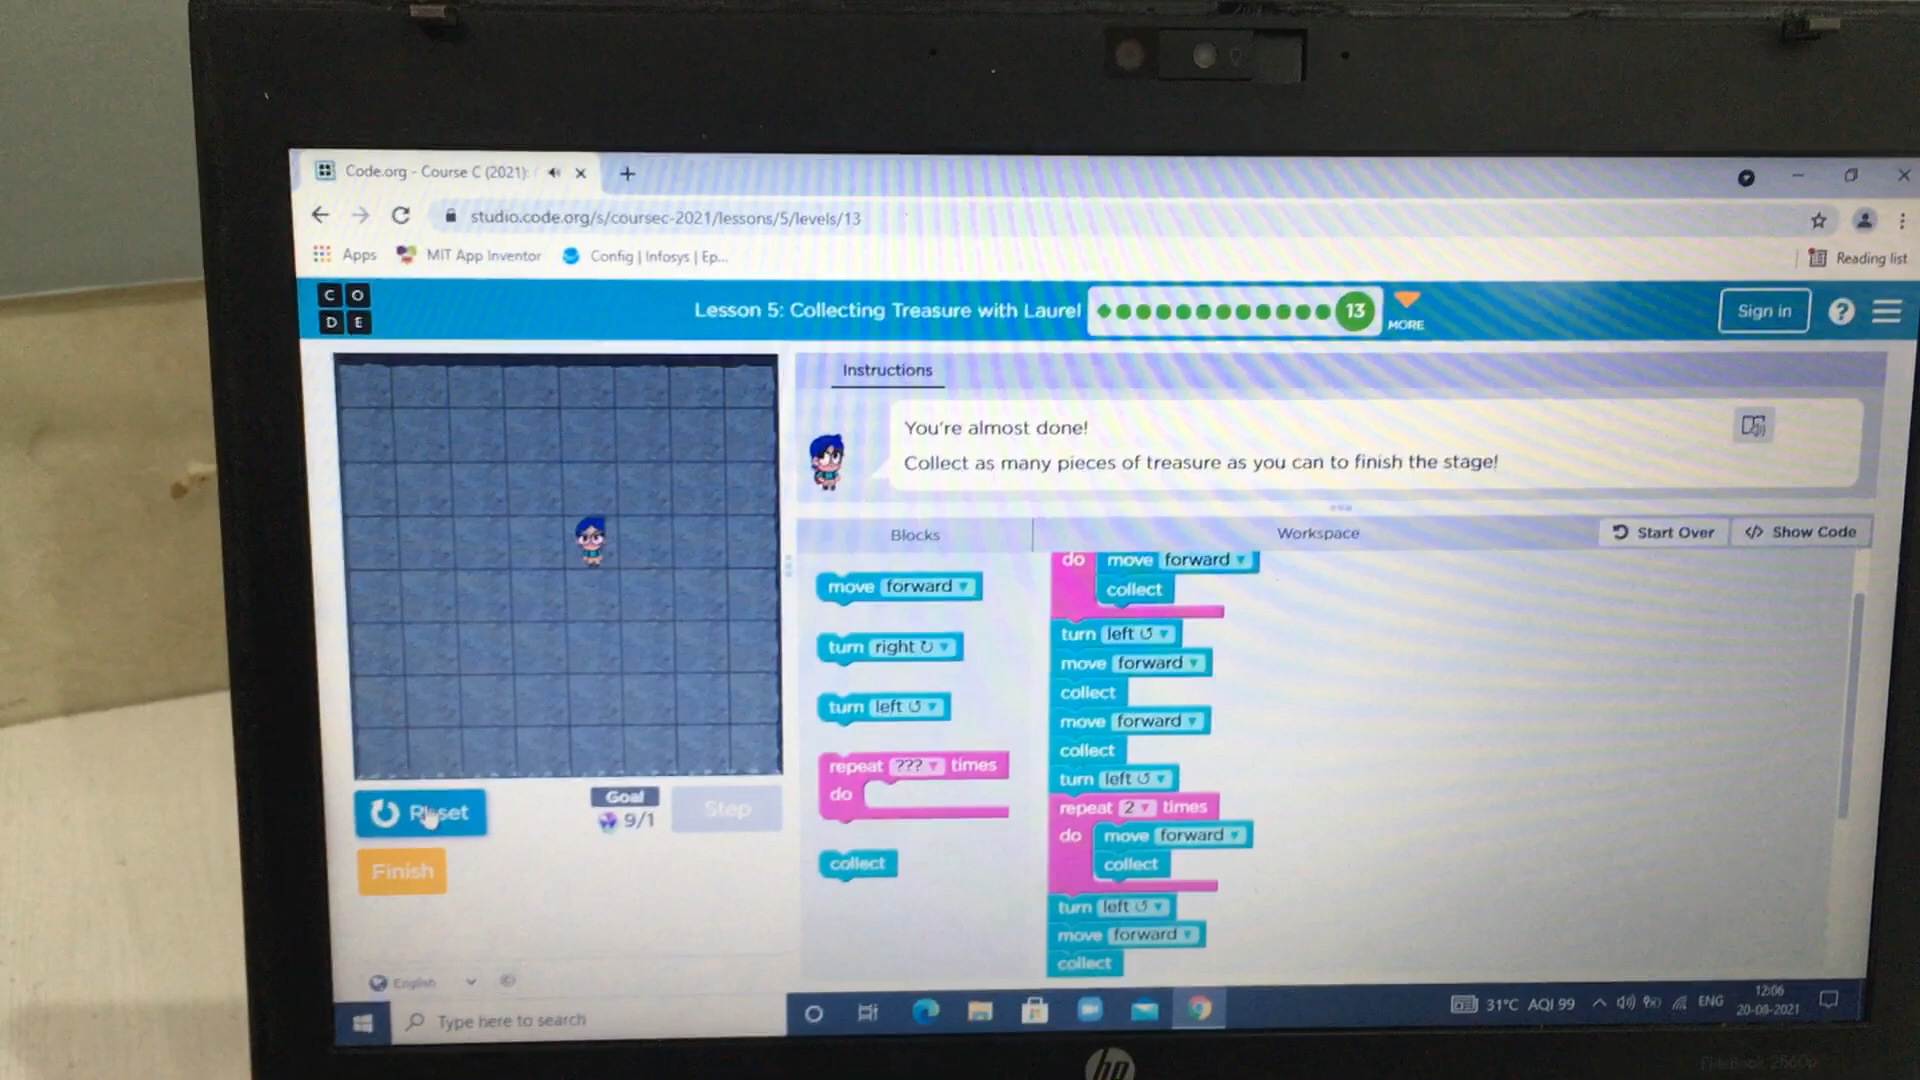 Code.org - Course C (2021):
studio.code.org/s/coursec-2021/lessons/5/levels/13
Apps MIT App Inventor Config | Infosys | Ep...
Reading list
C O
D E
Lesson 5: Collecting Treasure with Laurel 13 MORE
Sign in ?
Instructions
You're almost done!
Collect as many pieces of treasure as you can to finish the stage!
Blocks
Workspace
Start Over
</> Show Code
move forward
turn right
turn left
repeat ??? times
do
collect
do move forward
collect
turn left
move forward
collect
move forward
collect
turn left
repeat 2 times
do move forward
collect
turn left
move forward
collect
Reset
Goal
9/1
Step
Finish
English
Type here to search
31°C AQI 99
ENG
12:06
20-08-2021
hp